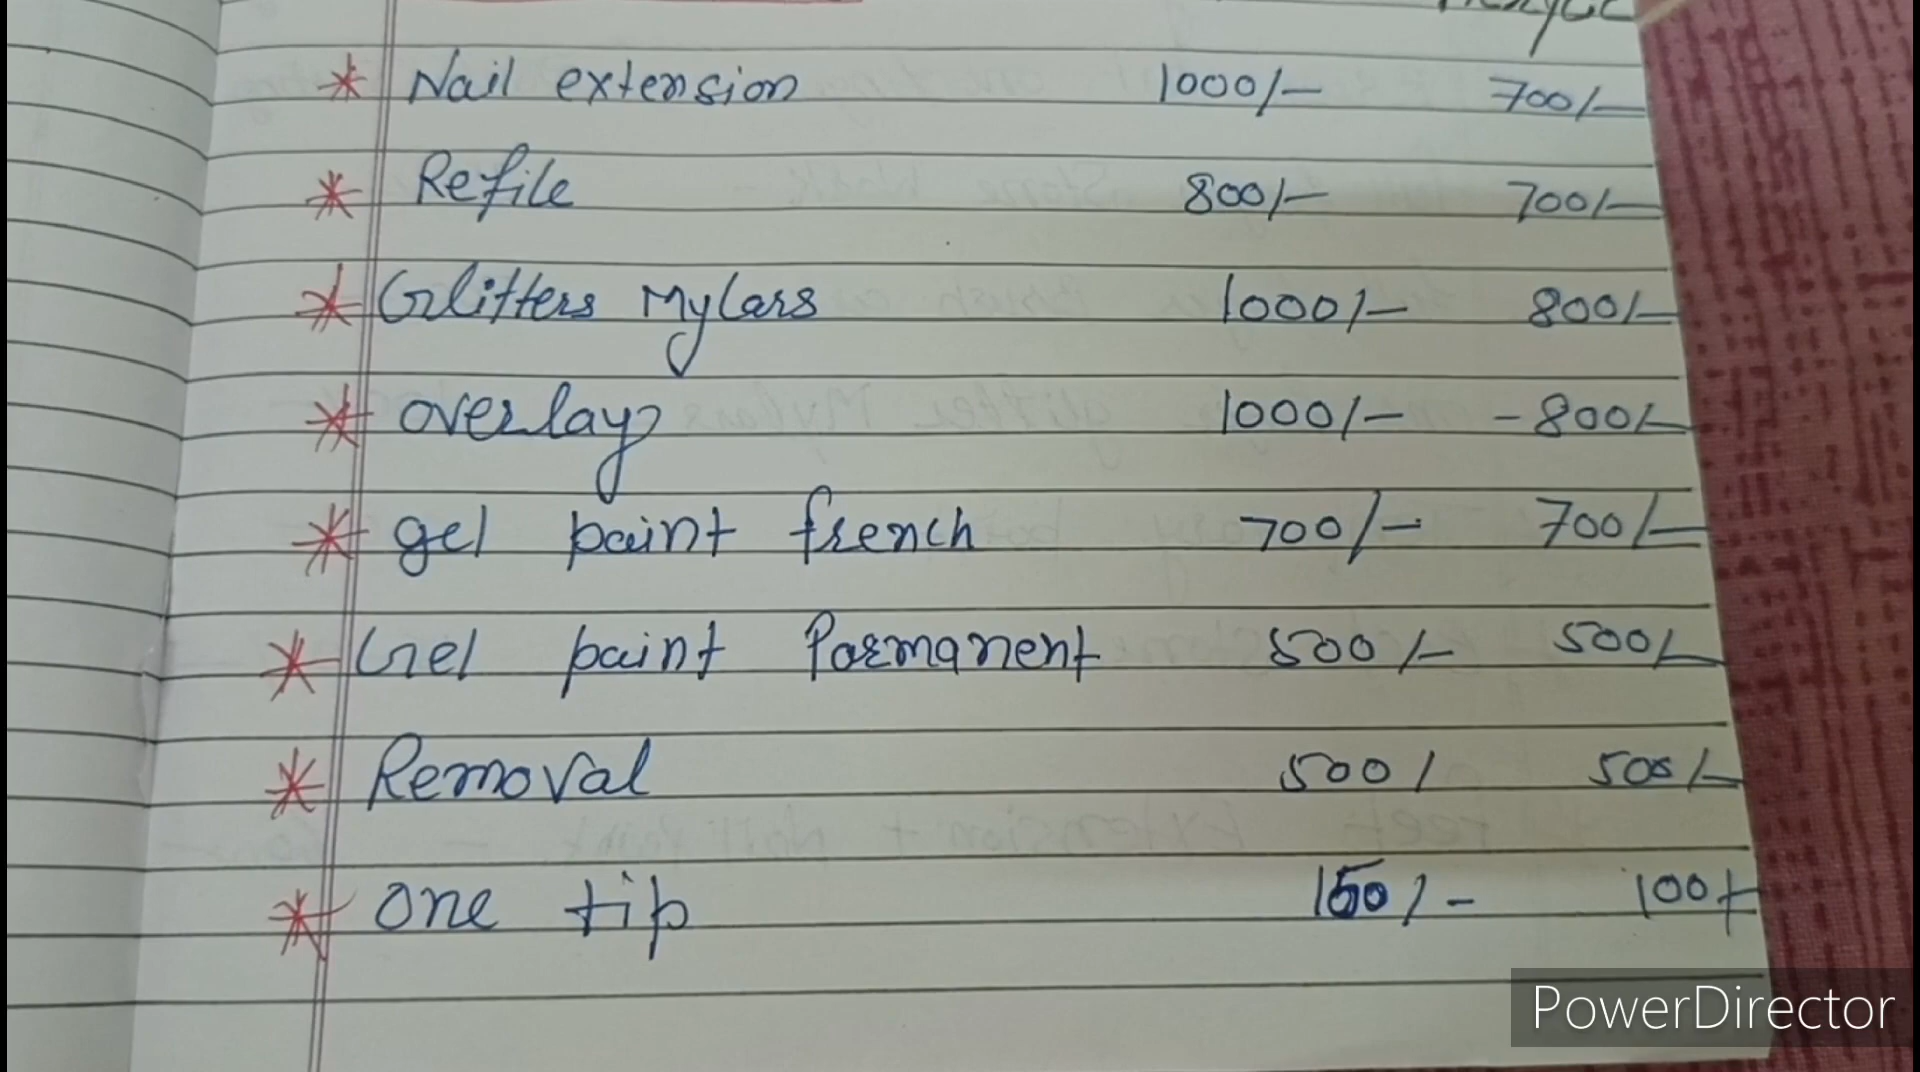 * Nail extension 1000/- 700/-
* Refile 800/- 700/-
* Glitters Mylars 1000/- 800/-
* overlay 1000/- - 800/-
* gel paint french 700/- 700/-
* Gel paint Parmanent 500/- 500/-
* Removal 500/ 500/-
* one tip 150/- 100/-
PowerDirector